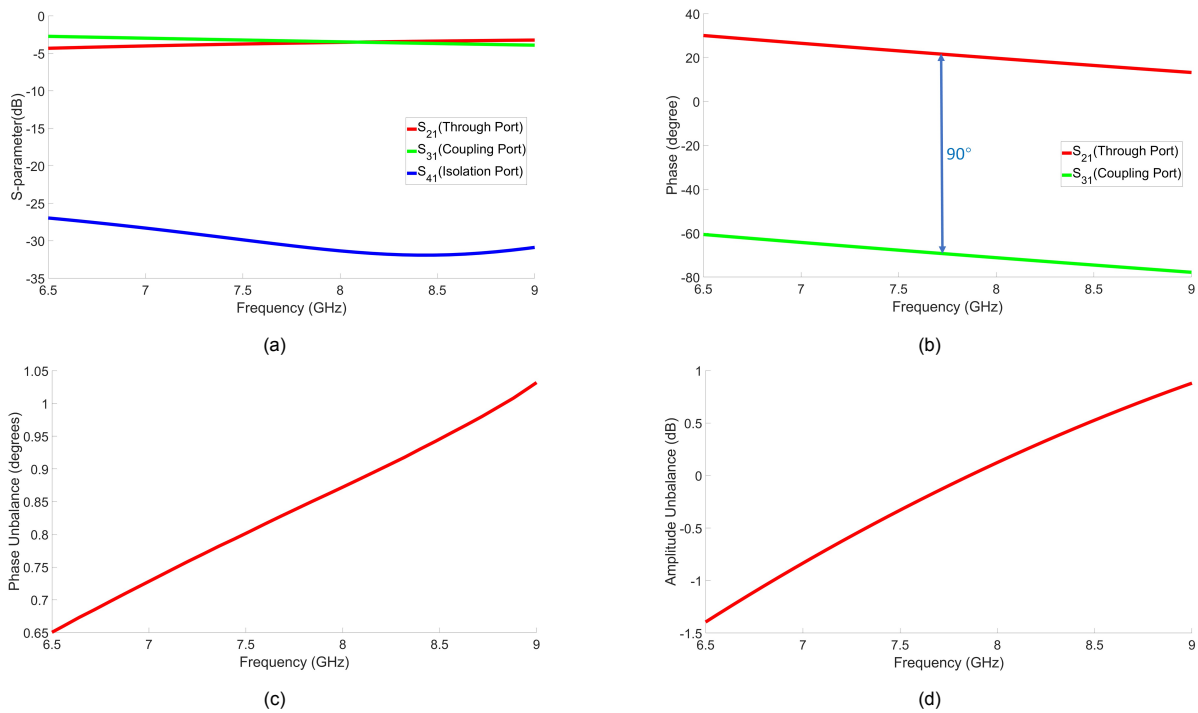 0
-5
-10
-15
-20
-25
-30
-35
S-parameter(dB)
S21(Through Port)
S31(Coupling Port)
S41(Isolation Port)
6.5 7 7.5 8 8.5 9
Frequency (GHz)
(a)
40
20
0
-20
-40
-60
-80
Phase (degree)
90°
S21(Through Port)
S31(Coupling Port)
6.5 7 7.5 8 8.5 9
Frequency (GHz)
(b)
1.05
1
0.95
0.9
0.85
0.8
0.75
0.7
0.65
Phase Unbalance (degrees)
6.5 7 7.5 8 8.5 9
Frequency (GHz)
(c)
1
0.5
0
-0.5
-1
-1.5
Amplitude Unbalance (dB)
6.5 7 7.5 8 8.5 9
Frequency (GHz)
(d)